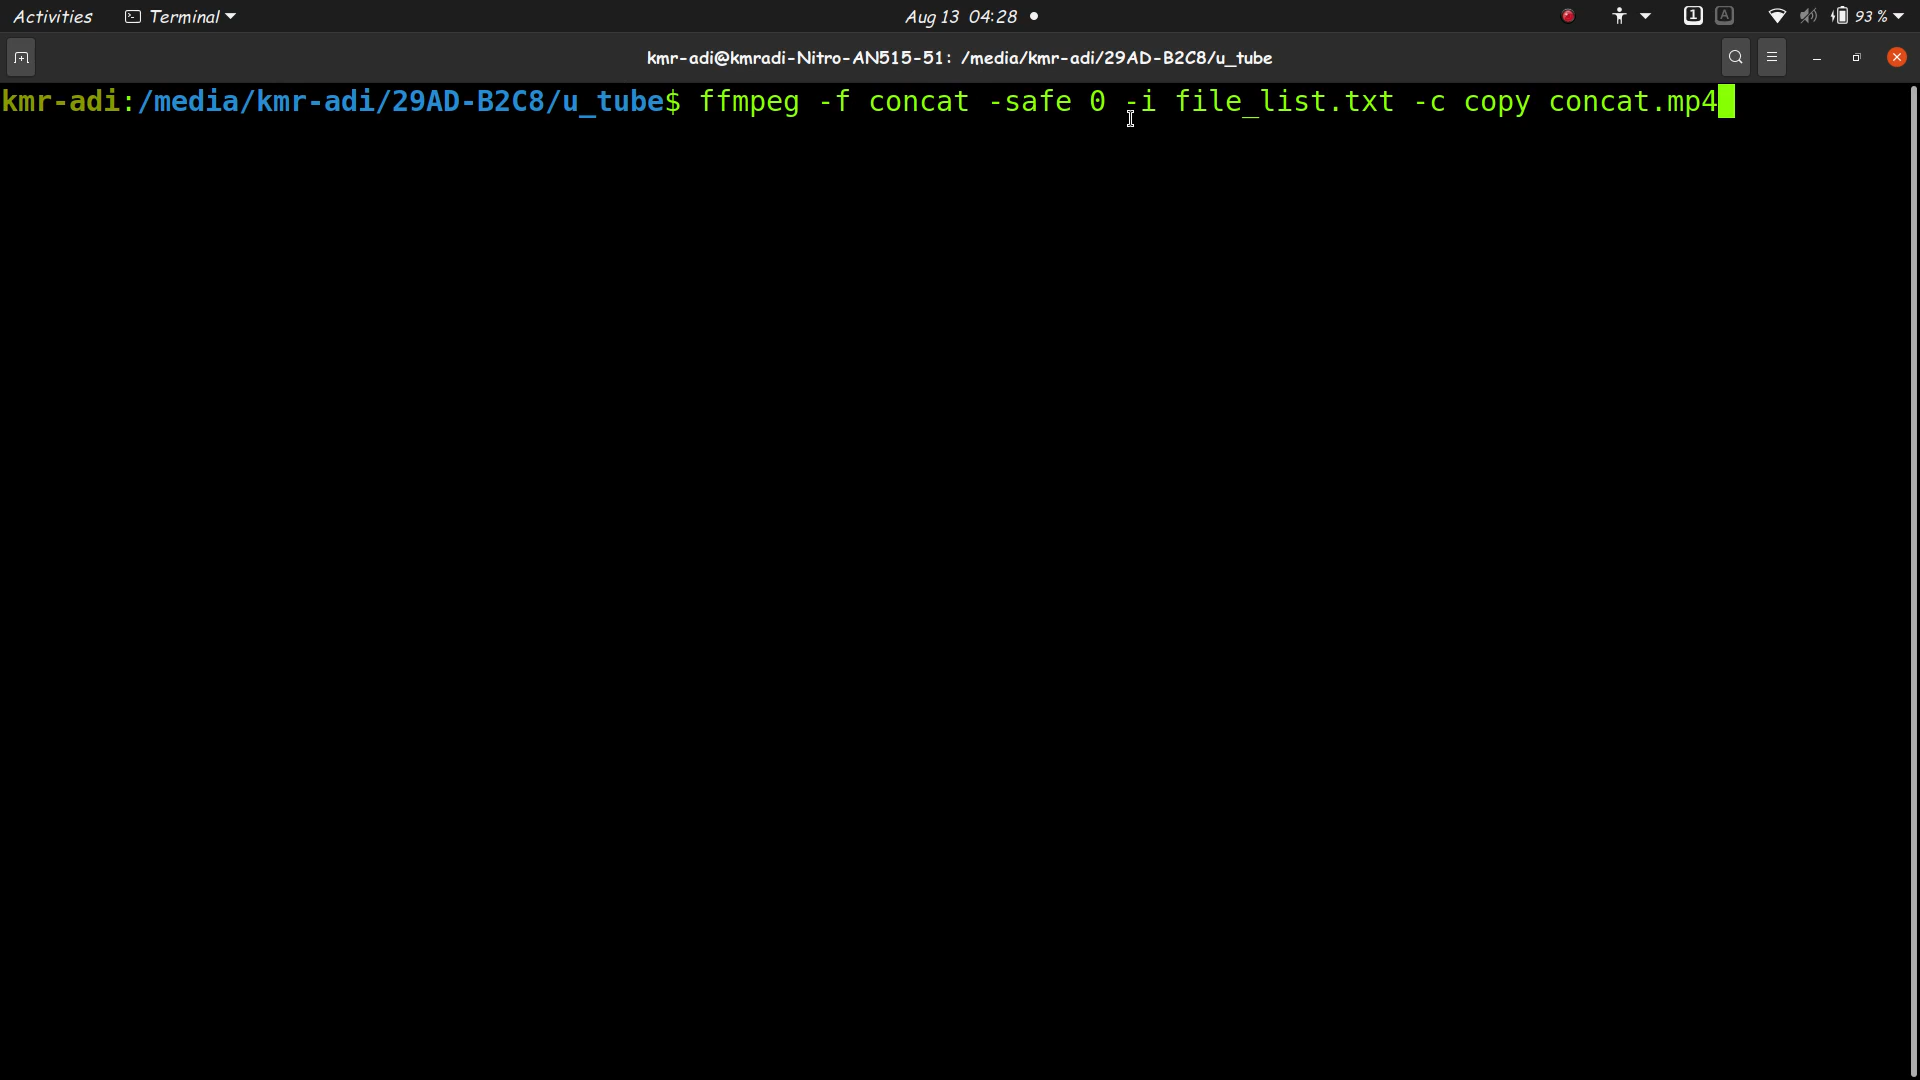 Activities Terminal Aug 13 04:28 1 A 93 %
kmr-adi@kmradi-Nitro-AN515-51: /media/kmr-adi/29AD-B2C8/u_tube
kmr-adi:/media/kmr-adi/29AD-B2C8/u_tube$ ffmpeg -f concat -safe 0 -i file_list.txt -c copy concat.mp4